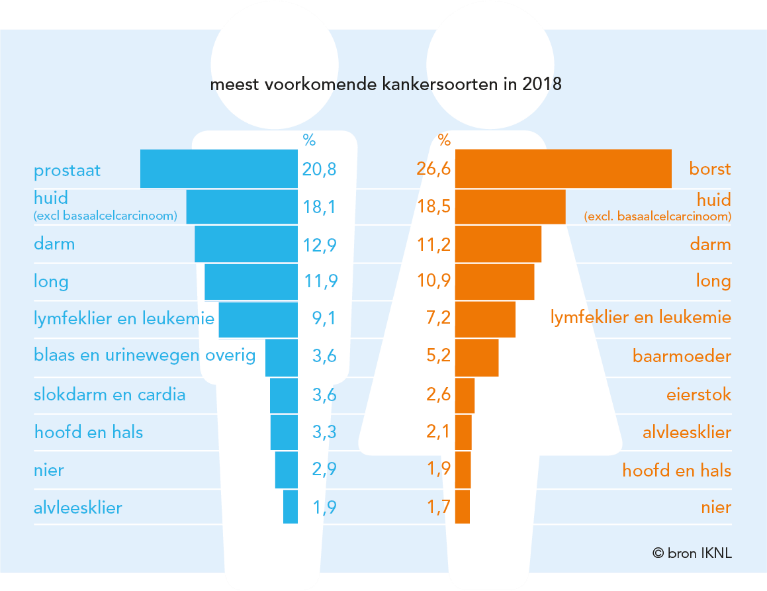 meest voorkomende kankersoorten in 2018
% %
prostaat 20,8 26,6 borst
huid 18,1 18,5 huid
(excl basaalcelcarcinoom) (excl. basaalcelcarcinoom)
darm 12,9 11,2 darm
long 11,9 10,9 long
lymfeklier en leukemie 9,1 7,2 lymfeklier en leukemie
blaas en urinewegen overig 3,6 5,2 baarmoeder
slokdarm en cardia 3,6 2,6 eierstok
hoofd en hals 3,3 2,1 alvleesklier
nier 2,9 1,9 hoofd en hals
alvleesklier 1,9 1,7 nier
© bron IKNL